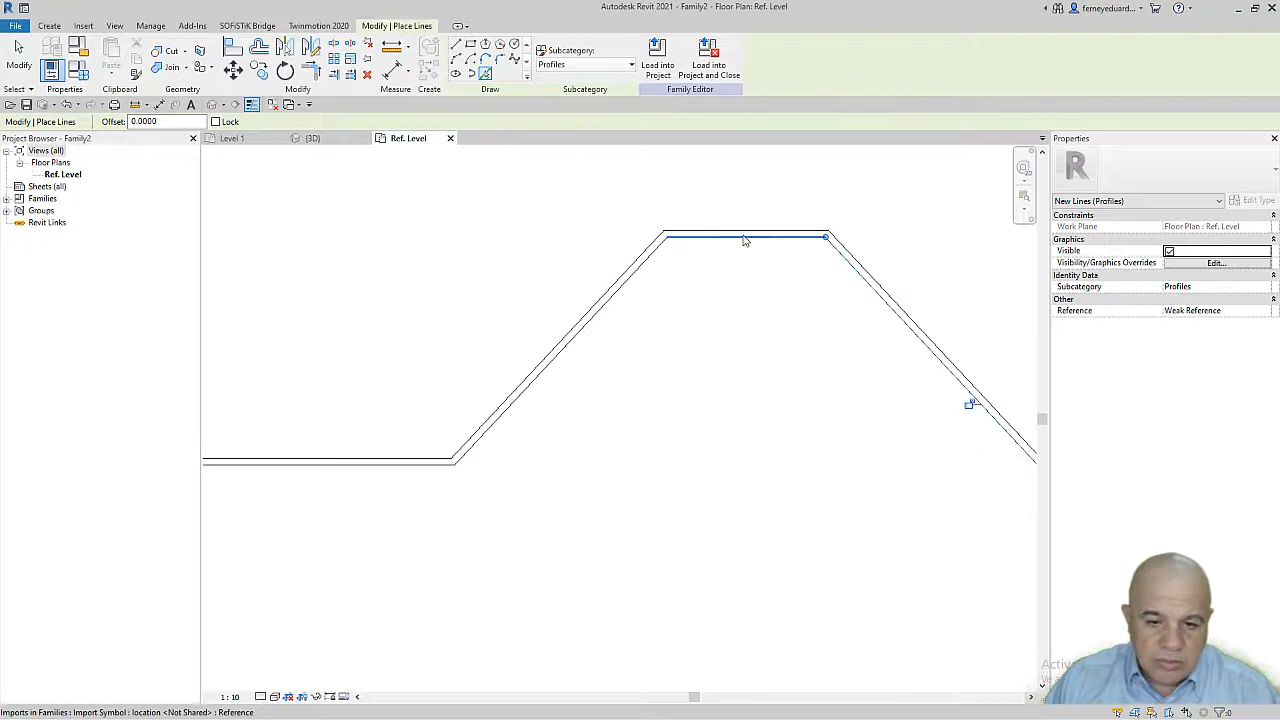 Autodesk Revit 2021 - Family2 - Floor Plan: Ref. Level
ferneyeduard...
File Create Insert View Manage Add-Ins SOFiSTiK Bridge Twinmotion 2020 Modify | Place Lines
Modify
Paste
Cut
Join
Subcategory:
Profiles
Load into
Project
Load into
Project and Close
Select Properties Clipboard Geometry Modify Measure Create Draw Subcategory Family Editor
Modify | Place Lines Offset: 0.0000 Lock
Project Browser - Family2
Level 1 (3D) Ref. Level
Properties
Views (all)
Floor Plans
Ref. Level
Sheets (all)
Families
Groups
Revit Links
New Lines (Profiles) Edit Type
Constraints
Work Plane Floor Plan : Ref. Level
Graphics
Visible
Visibility/Graphics Overrides Edit...
Identity Data
Subcategory Profiles
Other
Reference Weak Reference
1 : 10
Imports in Families : Import Symbol : location <Not Shared> : Reference
:0